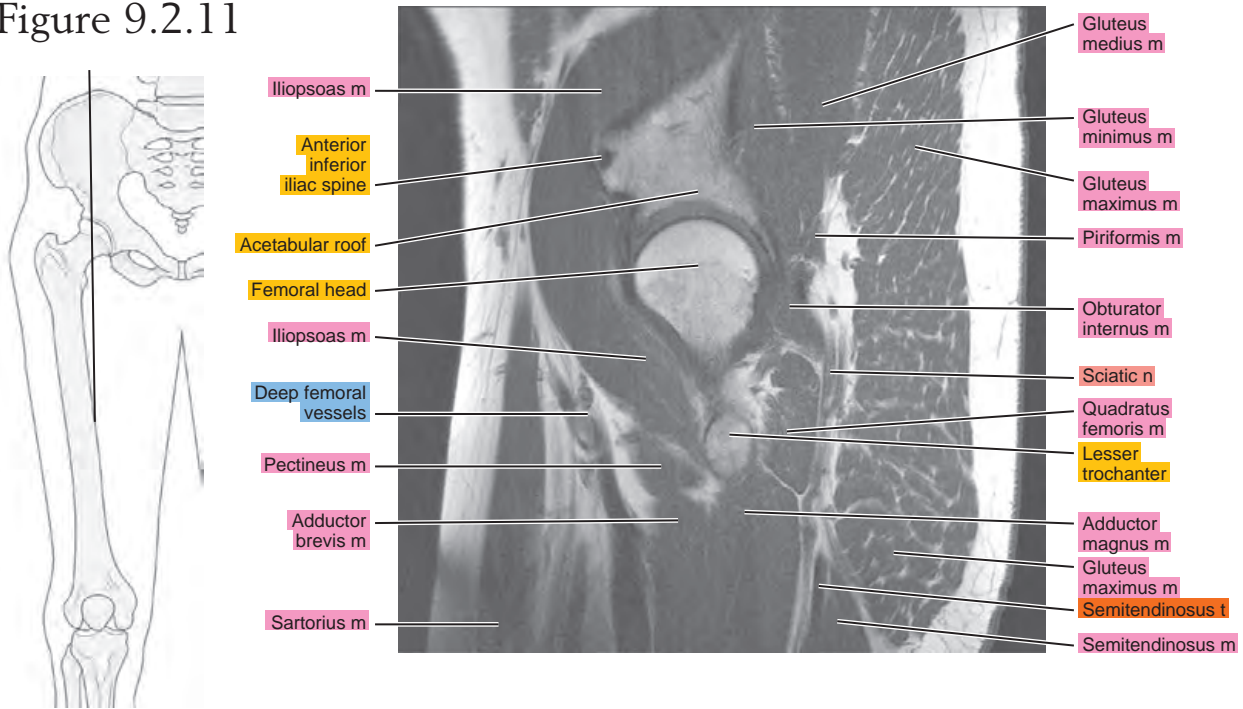 Figure 9.2.11
Iliopsoas m
Anterior
inferior
iliac spine
Acetabular roof
Femoral head
Iliopsoas m
Deep femoral
vessels
Pectineus m
Adductor
brevis m
Sartorius m
Gluteus
medius m
Gluteus
minimus m
Gluteus
maximus m
Piriformis m
Obturator
internus m
Sciatic n
Quadratus
femoris m
Lesser
trochanter
Adductor
magnus m
Gluteus
maximus m
Semitendinosus t
Semitendinosus m